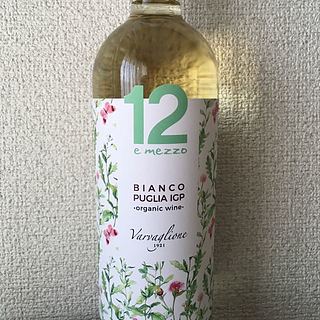 12
e mezzo
BIANCO
PUGLIA IGP
•organic wine•
Varvaglione
1921